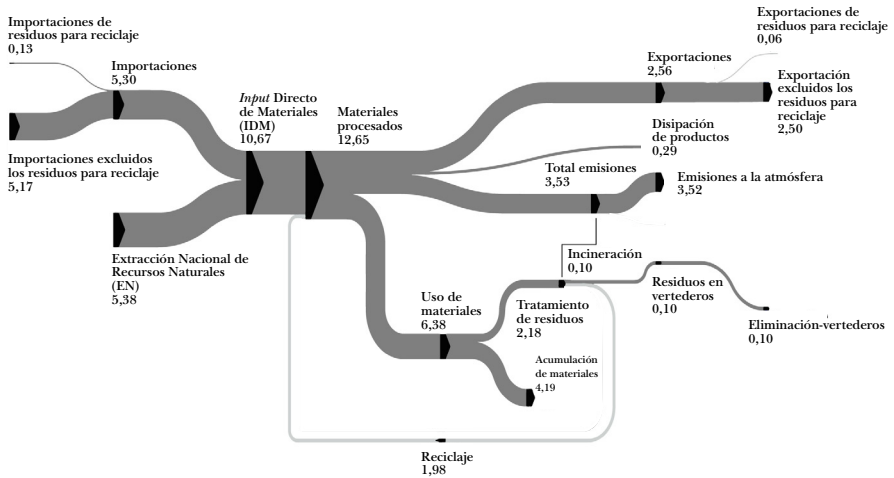 Importaciones de
residuos para reciclaje
0,13
Importaciones
5,30
Importaciones excluidos
los residuos para reciclaje
5,17
Extracción Nacional de
Recursos Naturales
(EN)
5,38
Input Directo
de Materiales
(IDM)
10,67
Materiales
procesados
12,65
Exportaciones
2,56
Exportaciones de
residuos para reciclaje
0,06
Exportación
excluidos los
residuos para
reciclaje
2,50
Disipación
de productos
0,29
Total emisiones
3,53
Emisiones a la atmósfera
3,52
Incineración
0,10
Uso de
materiales
6,38
Tratamiento
de residuos
2,18
Residuos en
vertederos
0,10
Eliminación-vertederos
0,10
Acumulación
de materiales
4,19
Reciclaje
1,98